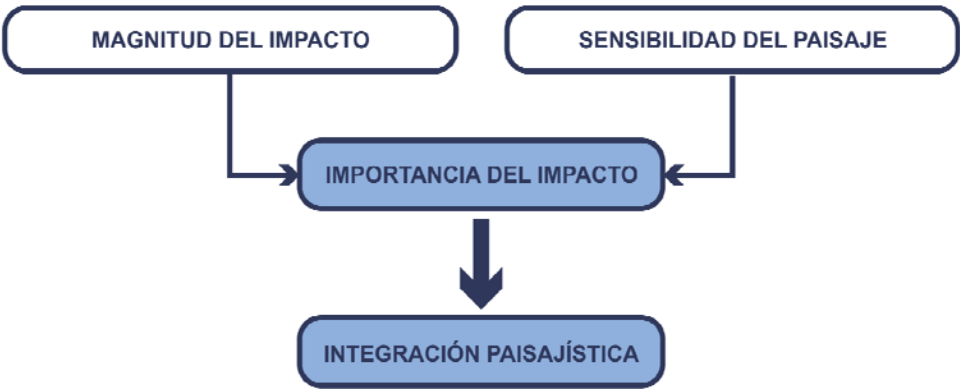 MAGNITUD DEL IMPACTO
SENSIBILIDAD DEL PAISAJE
IMPORTANCIA DEL IMPACTO
INTEGRACIÓN PAISAJÍSTICA